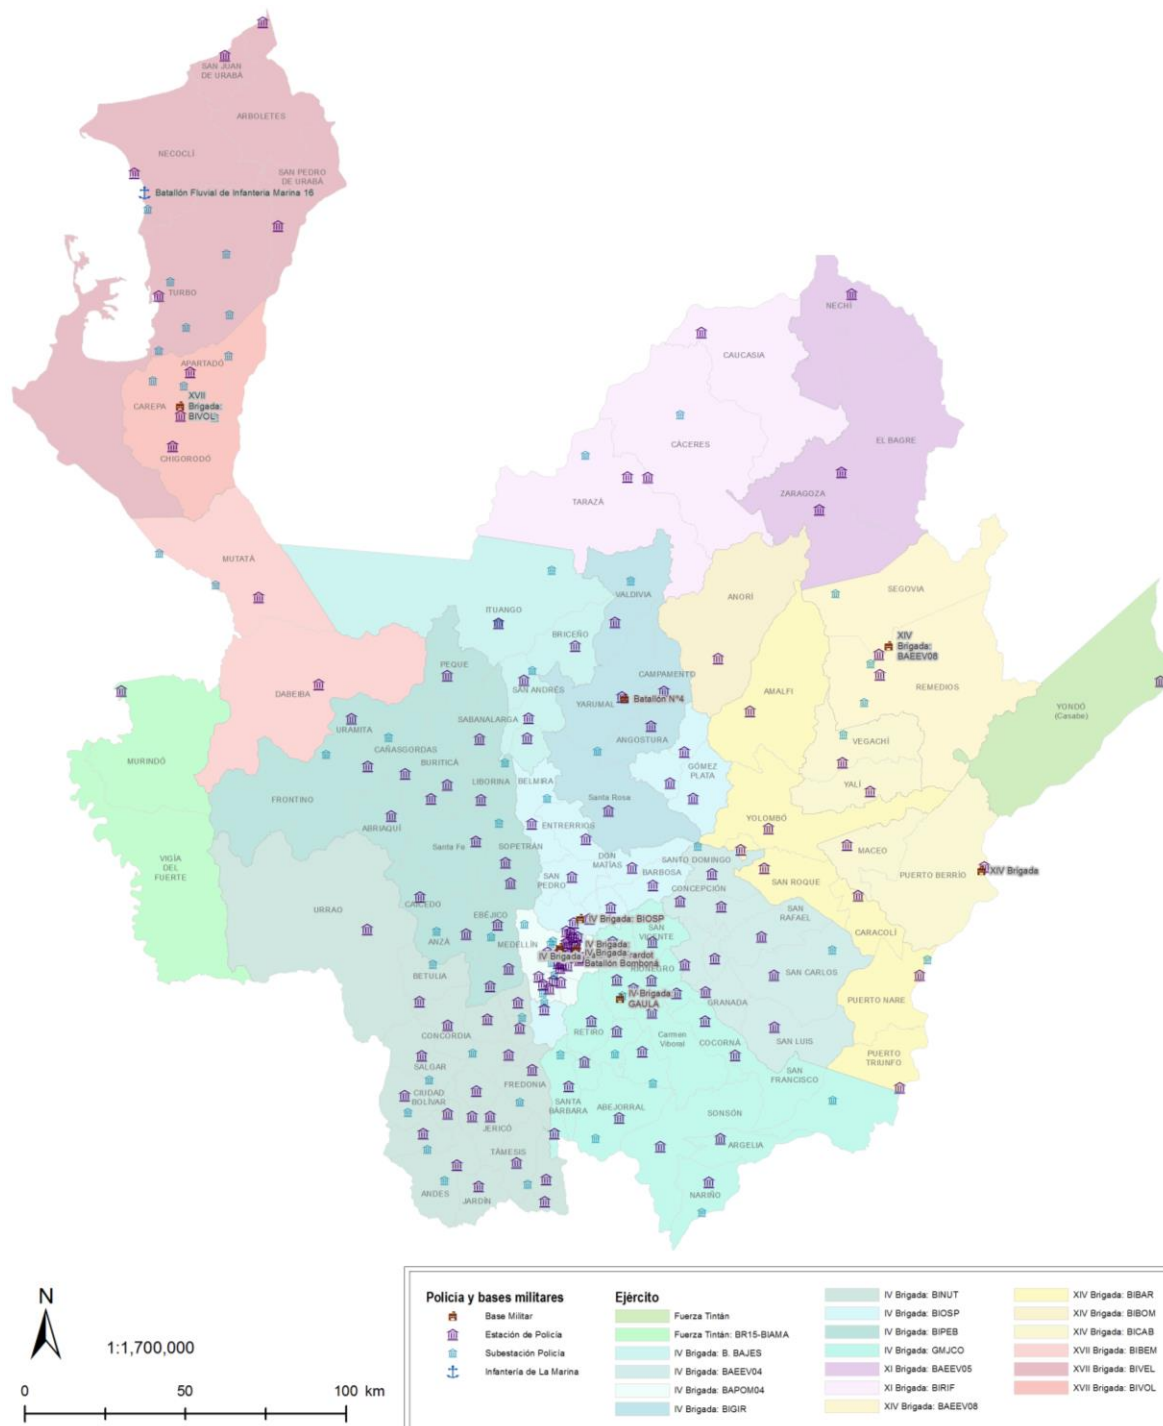 SAN JUAN
DE URABÁ
ARBOLETES
NECOCLÍ
SAN PEDRO
DE URABÁ
Batallón Fluvial de Infanteria Marina 16
TURBO
NECHÍ
CAUCASIA
APARTADÓ
XVII
Brigada:
BIVOL
CAREPA
CÁCERES
EL BAGRE
CHIGORODÓ
ZARAGOZA
TARAZÁ
MUTATÁ
VALDIVIA
SEGOVIA
ANORÍ
ITUANGO
BRICEÑO
XIV
Brigada:
BAEEV08
PEQUE
CAMPAMENTO
SAN ANDRÉS
REMEDIOS
DABEIBA
AMALFI
YARUMAL
Batallón Nº4
YONDÓ
(Casabe)
SABANALARGA
URAMITA
ANGOSTURA
VEGACHÍ
CAÑASGORDAS
MURINDÓ
BURITICÁ
GÓMEZ
PLATA
LIBORINA
BELMIRA
YALÍ
FRONTINO
Santa Rosa
YOLOMBÓ
ABRIAQUÍ
ENTRERRIOS
Santa Fe
SOPETRÁN
MACEO
DON
MATÍAS
SANTO DOMINGO
VIGÍA
DEL
FUERTE
SAN
PEDRO
BARBOSA
SAN ROQUE
PUERTO BERRÍO
XIV Brigada
CONCEPCIÓN
CAICEDO
URRAO
SAN
RAFAEL
EBÉJICO
IV Brigada: BIOSP
CARACOLÍ
ANZÁ
MEDELLÍN
SAN
VICENTE
IV Brigada:
IV Brigada
IV Brigada:
Batallón Bomboná
BETULIA
RIONEGRO
SAN CARLOS
IV Brigada:
GAULA
GRANADA
PUERTO NARE
CONCORDIA
RETIRO
Carmen
Viboral
COCORNÁ
SAN LUIS
SALGAR
PUERTO
TRIUNFO
FREDONIA
SAN
FRANCISCO
CIUDAD
BOLÍVAR
SANTA
BÁRBARA
ABEJORRAL
SONSÓN
JERICÓ
ARGELIA
TÁMESIS
ANDES
JARDÍN
NARIÑO
N
1:1,700,000
0 50 100 km
Policía y bases militares
Base Militar
Estación de Policía
Subestación Policía
Infantería de La Marina
Ejército
Fuerza Tintán
Fuerza Tintán: BR15-BIAMA
IV Brigada: B. BAJES
IV Brigada: BAEEV04
IV Brigada: BAPOM04
IV Brigada: BIGIR
IV Brigada: BINUT
IV Brigada: BIOSP
IV Brigada: BIPEB
IV Brigada: GMJCO
XI Brigada: BAEEV05
XI Brigada: BIRIF
XIV Brigada: BAEEV08
XIV Brigada: BIBAR
XIV Brigada: BIBOM
XIV Brigada: BICAB
XVII Brigada: BIBEM
XVII Brigada: BIVEL
XVII Brigada: BIVOL